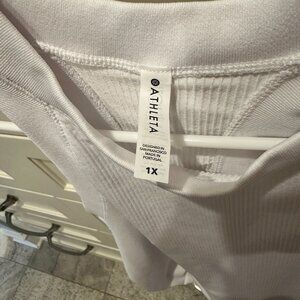 ATHLETA
DESIGNED IN
SAN FRANCISCO
MADE IN
PORTUGAL
1X